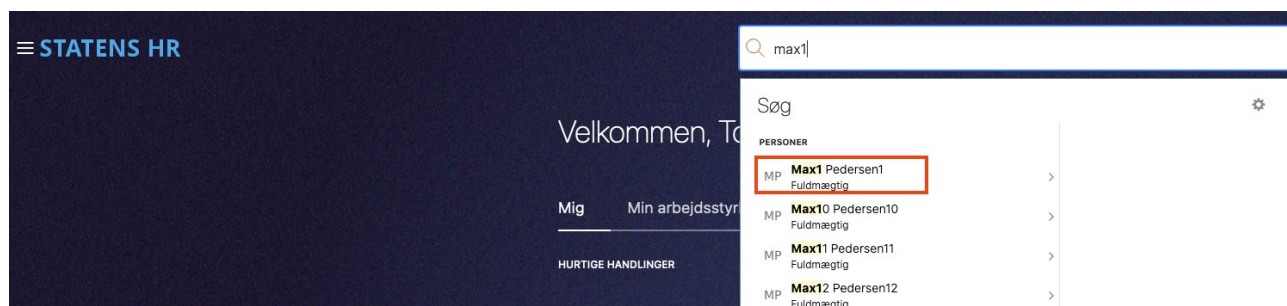 STATENS HR
max1
Søg
Velkommen, To
PERSONER
MP Max1 Pedersen1
Fuldmægtig
Mig Min arbejdsstyr
MP Max10 Pedersen10
Fuldmægtig
HURTIGE HANDLINGER
MP Max11 Pedersen11
Fuldmægtig
MP Max12 Pedersen12
Fuldmægtig